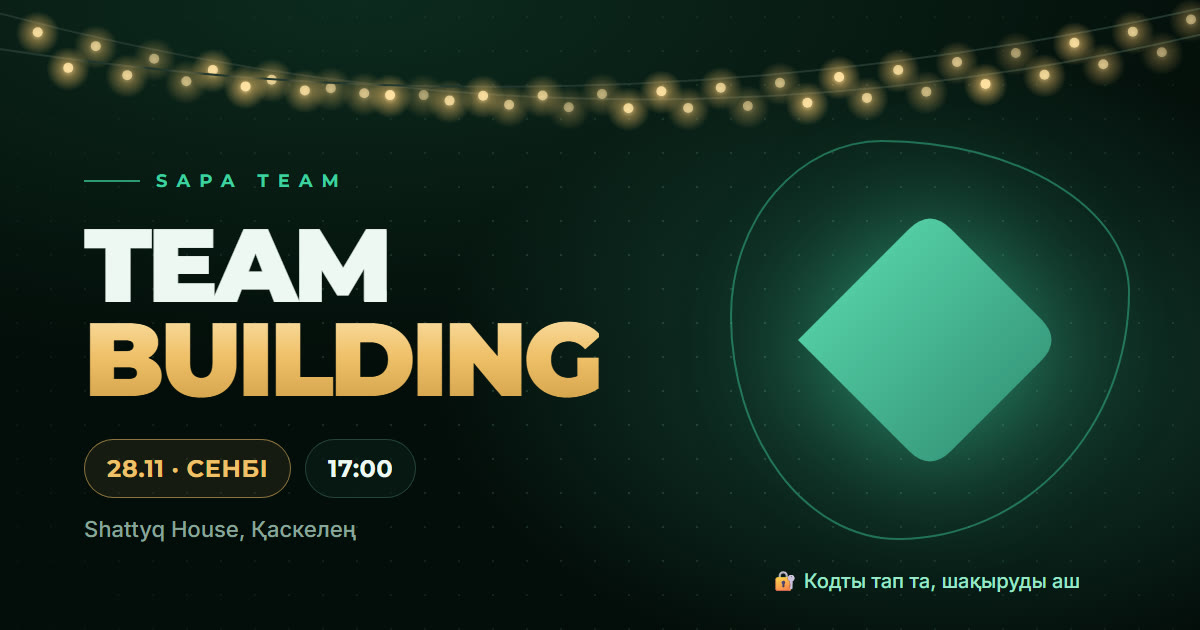 SAPA TEAM
TEAM
BUILDING
28.11 · СЕНБІ
17:00
Shattyq House, Қаскелең
🔐 Кодты тап та, шақыруды аш